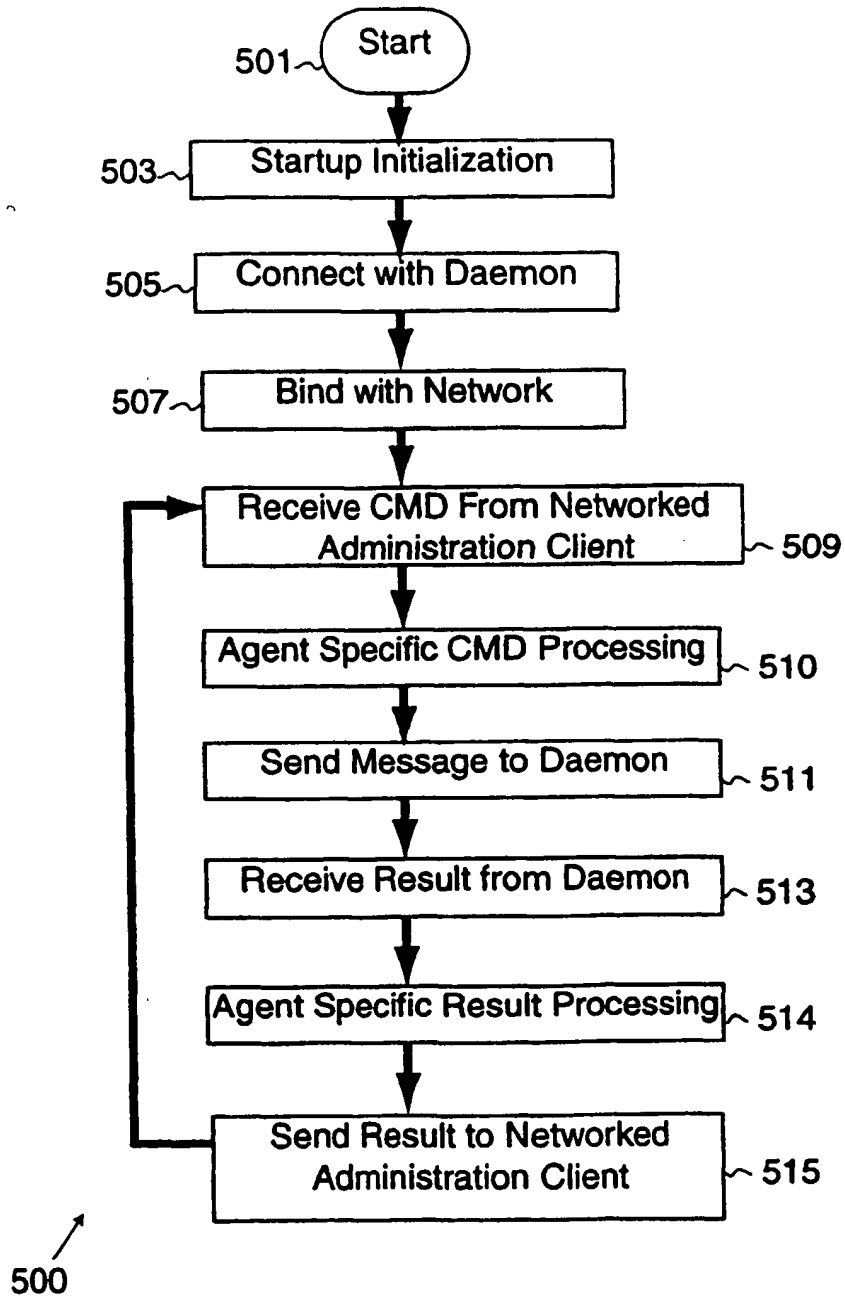 Start
501
Startup Initialization
503
Connect with Daemon
505
Bind with Network
507
Receive CMD From Networked
Administration Client
509
Agent Specific CMD Processing
510
Send Message to Daemon
511
Receive Result from Daemon
513
Agent Specific Result Processing
514
Send Result to Networked
Administration Client
515
500